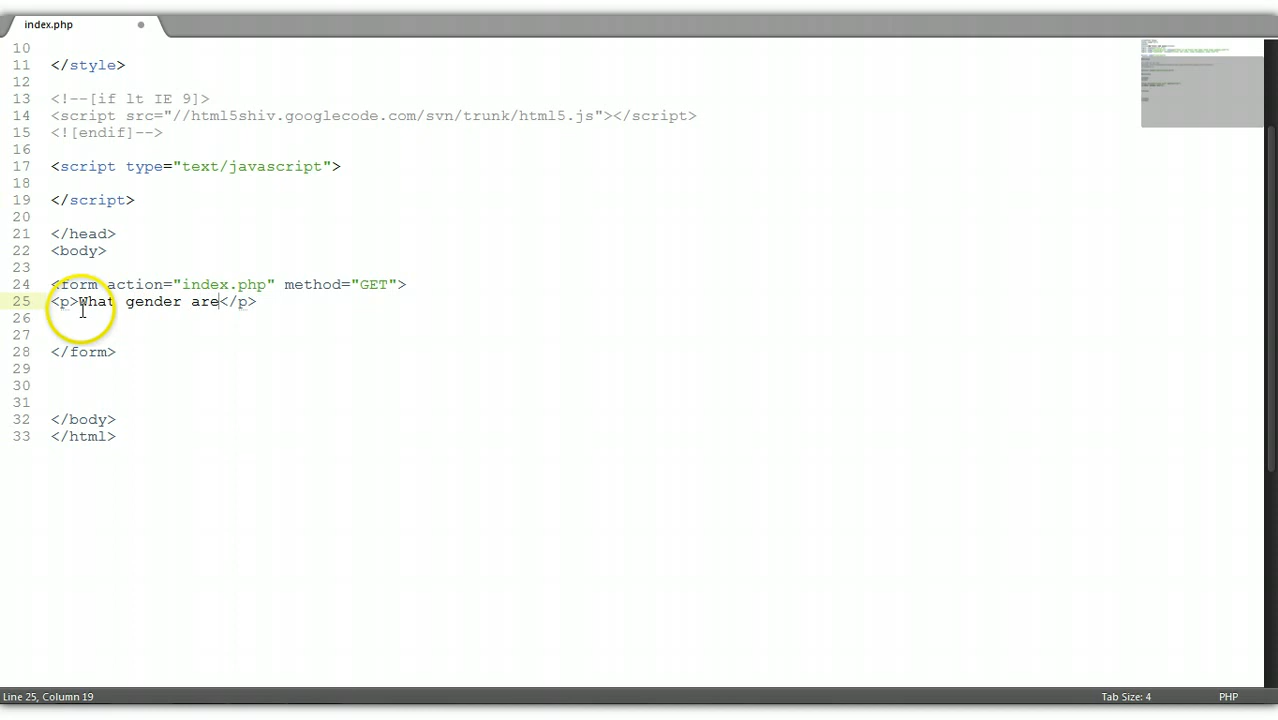 index.php
10
11 </style>
12
13 <!--[if lt IE 9]>
14 <script src="//html5shiv.googlecode.com/svn/trunk/html5.js"></script>
15 <![endif]-->
16
17 <script type="text/javascript">
18
19 </script>
20
21 </head>
22 <body>
23
24 <form action="index.php" method="GET">
25 <p>What gender are</p>
26
27
28 </form>
29
30
31
32 </body>
33 </html>
Line 25, Column 19 Tab Size: 4 PHP